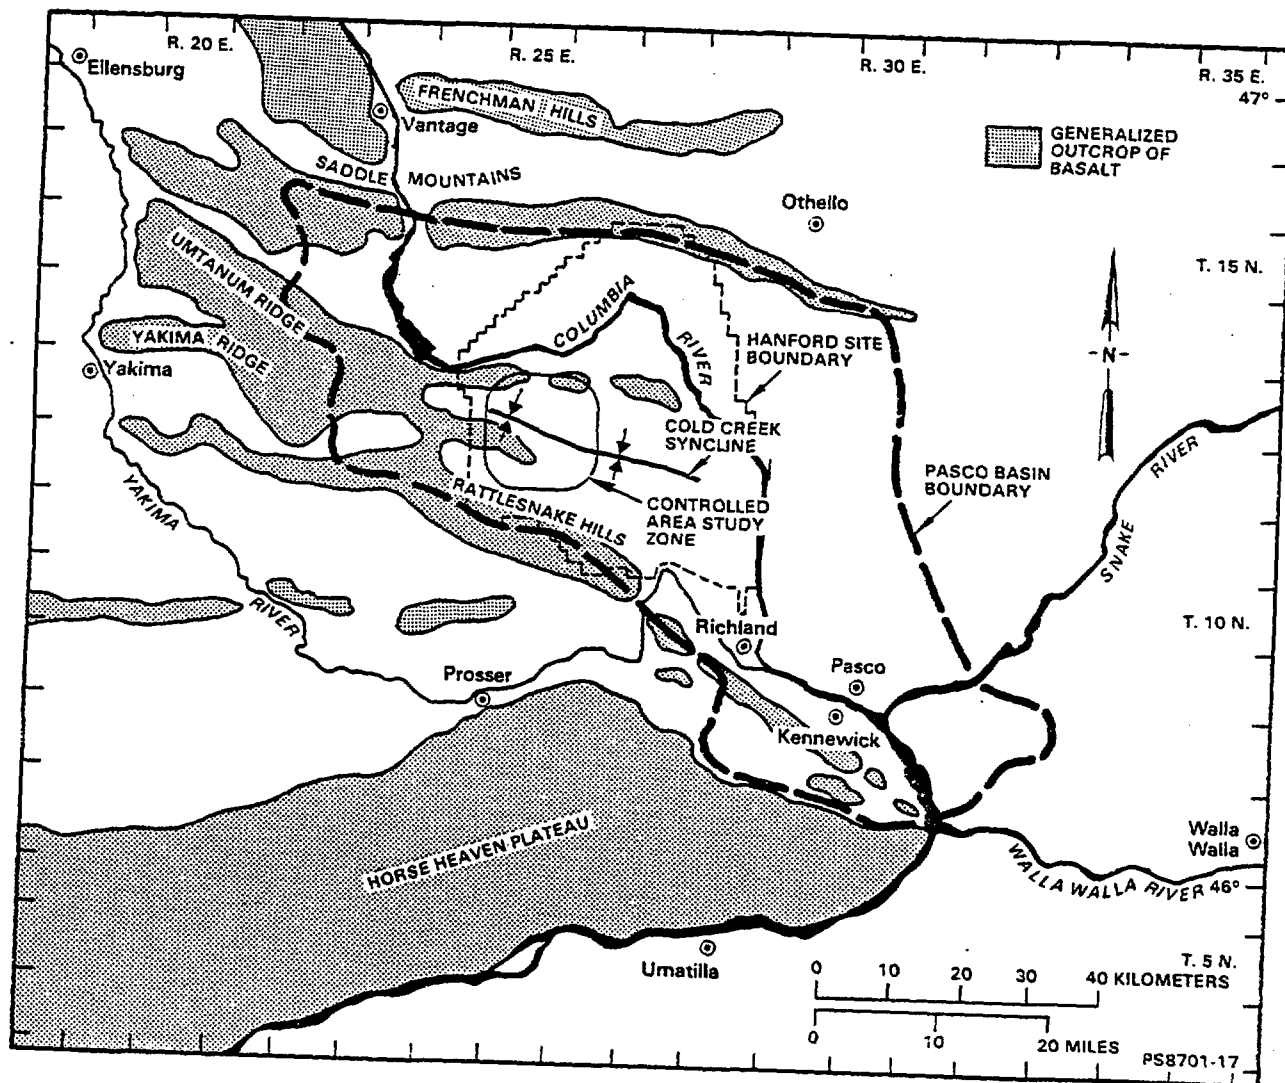 R. 20 E.
R. 25 E.
R. 30 E.
R. 35 E.
47°
Ellensburg
FRENCHMAN HILLS
Vantage
GENERALIZED
OUTCROP OF
BASALT
SADDLE MOUNTAINS
Othello
UMTANUM RIDGE
T. 15 N.
COLUMBIA
RIVER
HANFORD SITE
BOUNDARY
YAKIMA RIDGE
Yakima
COLD CREEK
SYNCLINE
PASCO BASIN
BOUNDARY
SNAKE
RIVER
YAKIMA
RIVER
RATTLESNAKE HILLS
CONTROLLED
AREA STUDY
ZONE
T. 10 N.
Richland
Prosser
Pasco
Kennewick
HORSE HEAVEN PLATEAU
Walla
Walla
WALLA WALLA RIVER
46°
Umatilla
T. 5 N.
0 10 20 30 40 KILOMETERS
0 10 20 MILES
PS8701-17
-N-